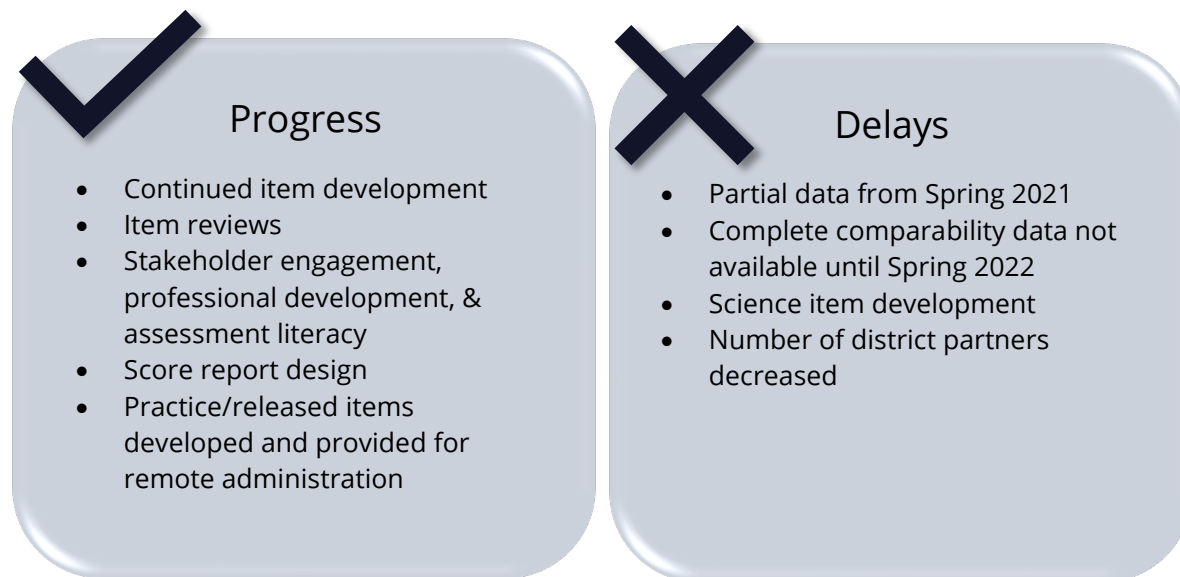 Progress
• Continued item development
• Item reviews
• Stakeholder engagement,
professional development, &
assessment literacy
• Score report design
• Practice/released items
developed and provided for
remote administration
Delays
• Partial data from Spring 2021
• Complete comparability data not
available until Spring 2022
• Science item development
• Number of district partners
decreased